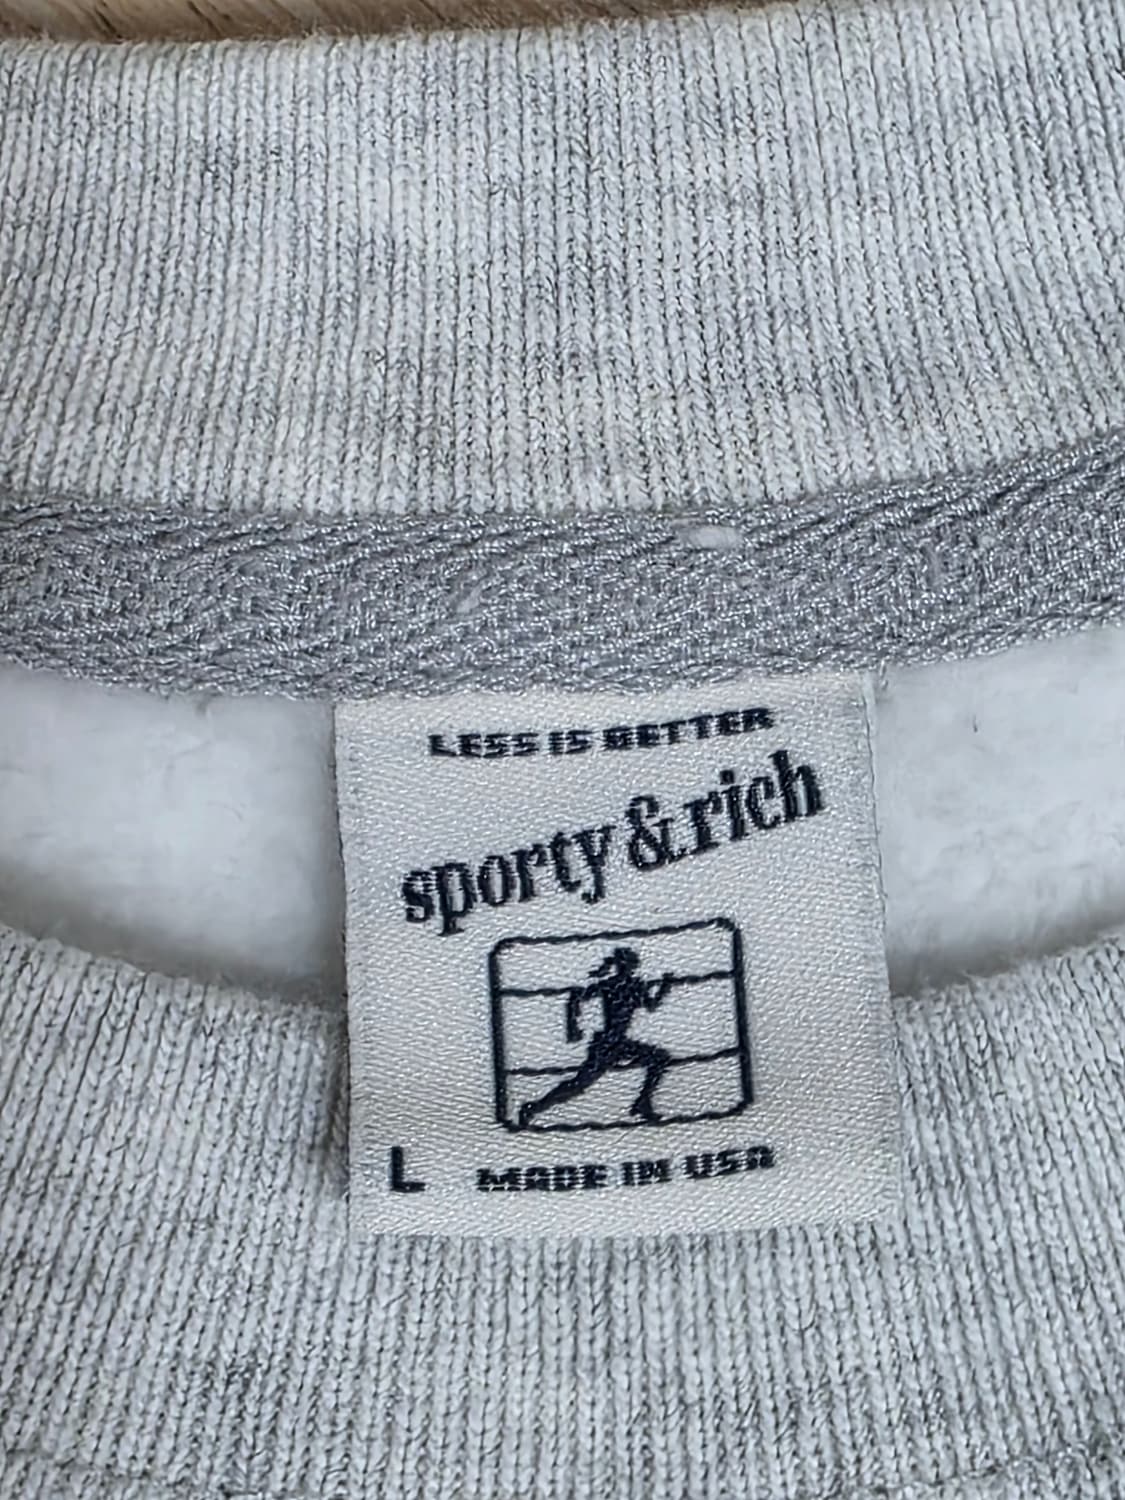 LESS IS BETTER
sporty & rich
L MADE IN USA